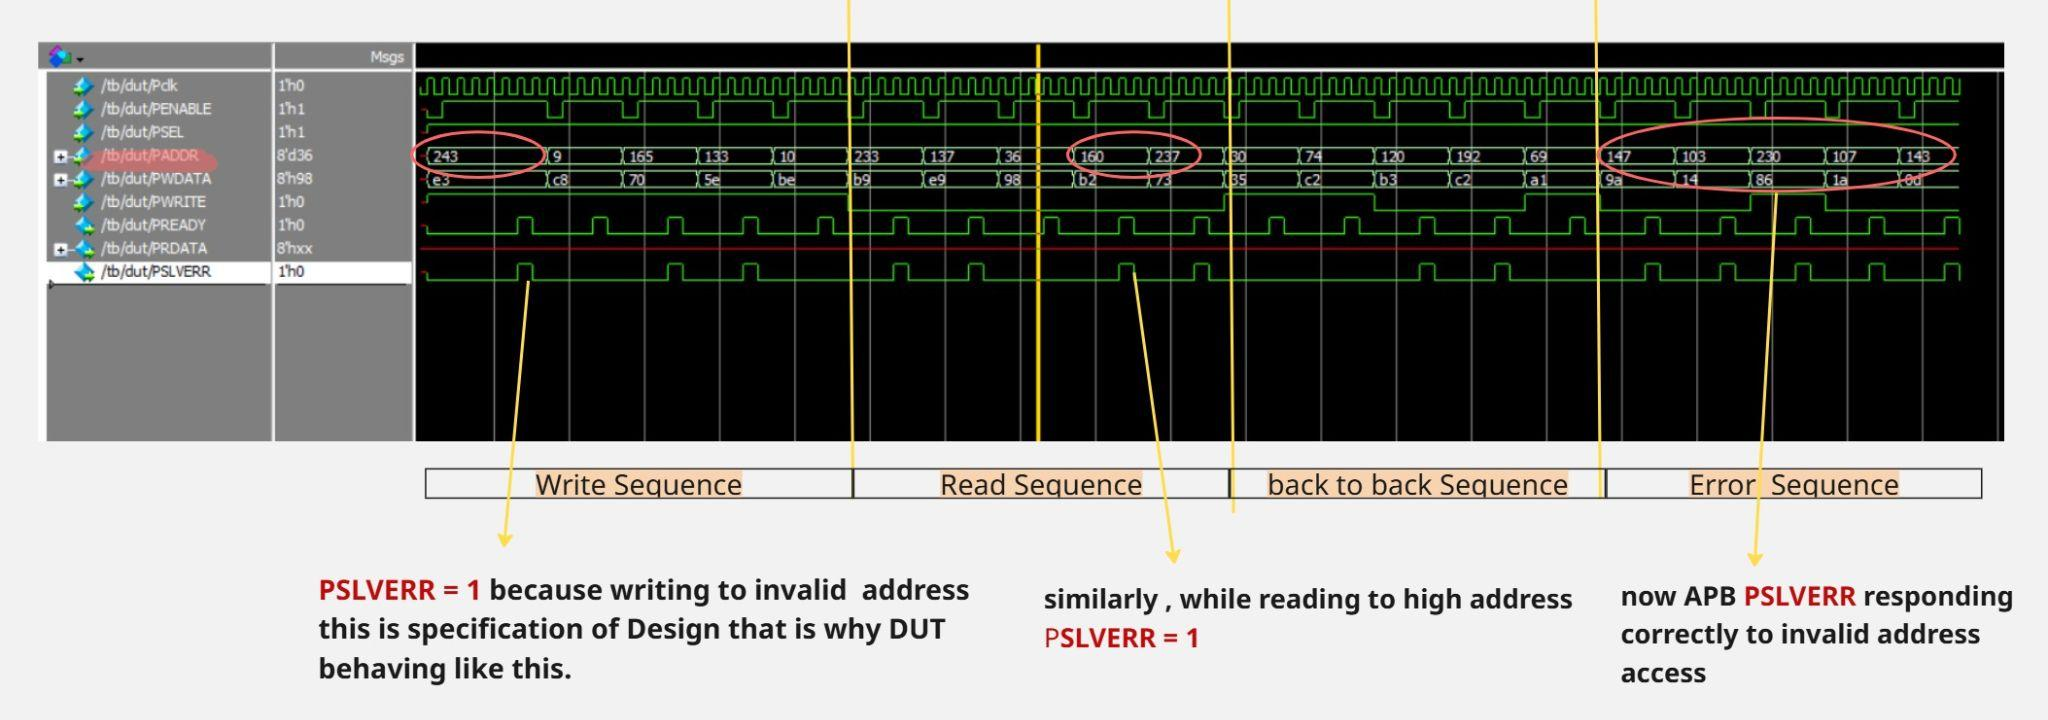 Msgs
/tb/dut/Pclk 1'h0
/tb/dut/PENABLE 1'h1
/tb/dut/PSEL 1'h1
/tb/dut/PADDR 8'd36 243 9 165 133 10 233 137 36 160 237 30 74 120 192 69 147 103 230 107 143
/tb/dut/PWDATA 8'h98 e3 c8 70 5e be b9 e9 98 b2 73 35 c2 b3 c2 a1 9a 14 86 1a 0d
/tb/dut/PWRITE 1'h0
/tb/dut/PREADY 1'h0
/tb/dut/PRDATA 8'hxx
/tb/dut/PSLVERR 1'h0
Write Sequence Read Sequence back to back Sequence Error Sequence
PSLVERR = 1 because writing to invalid address
this is specification of Design that is why DUT
behaving like this.
similarly , while reading to high address
PSLVERR = 1
now APB PSLVERR responding
correctly to invalid address
access